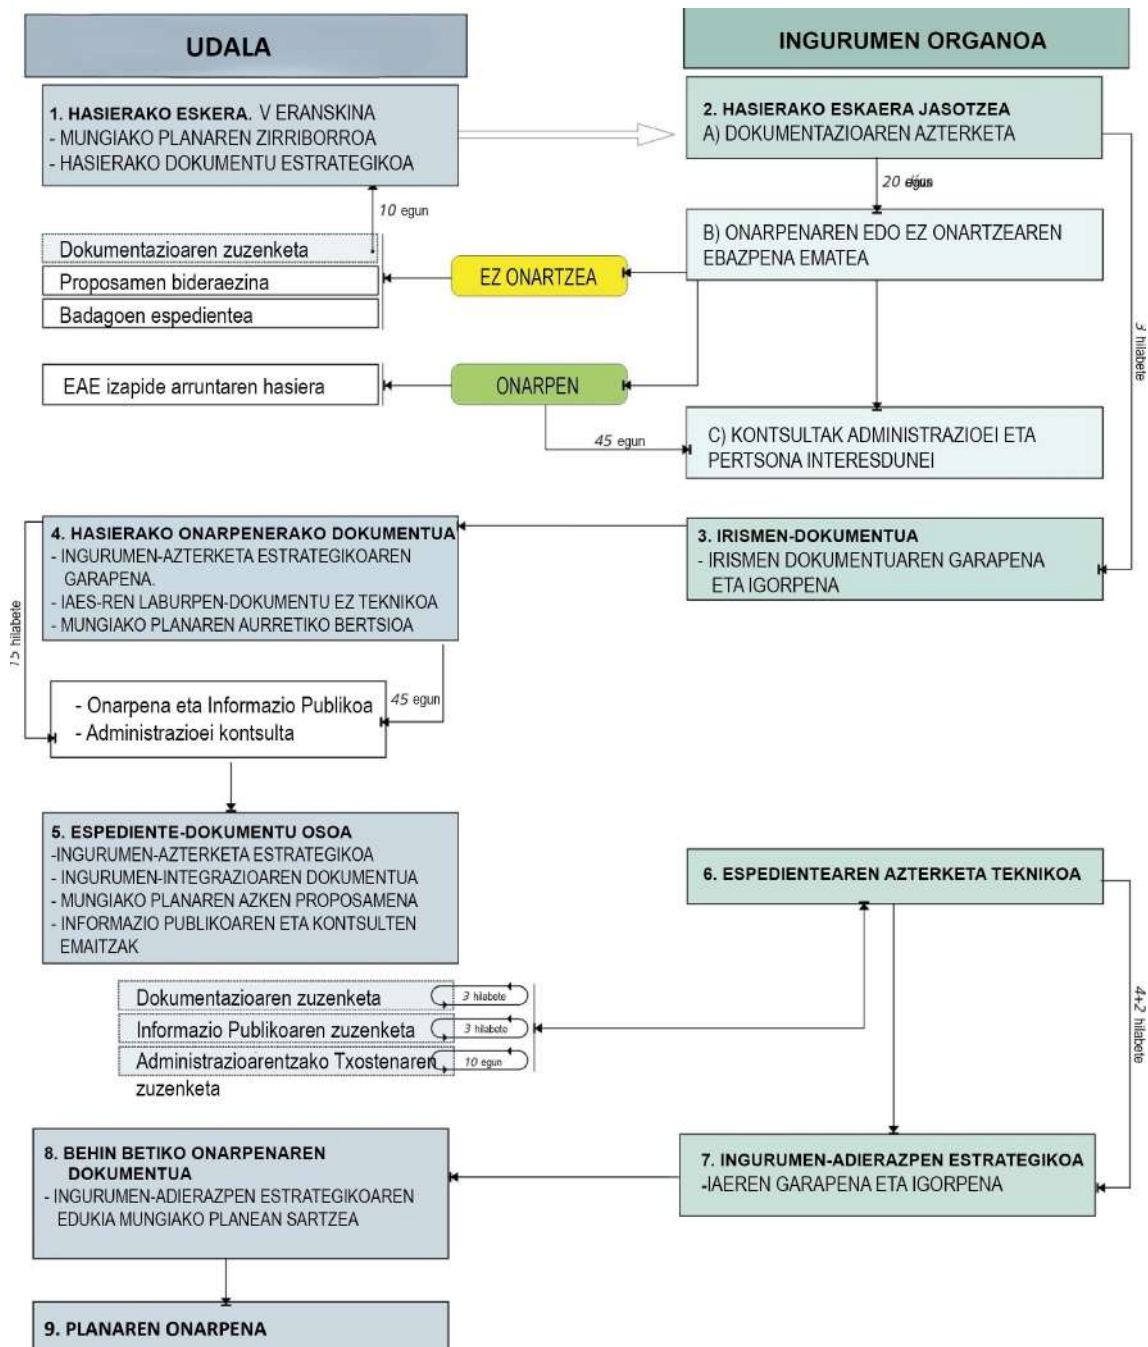 UDALA
INGURUMEN ORGANOA
1. HASIERAKO ESKERA. V ERANSKINA
- MUNGIAKO PLANAREN ZIRRIBORROA
- HASIERAKO DOKUMENTU ESTRATEGIKOA
2. HASIERAKO ESKAERA JASOTZEA
A) DOKUMENTAZIOAREN AZTERKETA
20 egun
10 egun
B) ONARPENAREN EDO EZ ONARTZEAREN
EBAZPENA EMATEA
Dokumentazioaren zuzenketa
Proposamen bideraezina
Badagoen espedientea
EZ ONARTZEA
3 hilabete
EAE izapide arruntaren hasiera
ONARPEN
45 egun
C) KONTSULTAK ADMINISTRAZIOEI ETA
PERTSONA INTERESDUNEI
4. HASIERAKO ONARPENERAKO DOKUMENTUA
- INGURUMEN-AZTERKETA ESTRATEGIKOAREN
GARAPENA.
- IAES-REN LABURPEN-DOKUMENTU EZ TEKNIKOA
- MUNGIAKO PLANAREN AURRETIKO BERTSIOA
3. IRISMEN-DOKUMENTUA
- IRISMEN DOKUMENTUAREN GARAPENA
ETA IGORPENA
15 hilabete
45 egun
- Onarpena eta Informazio Publikoa
- Administrazioei kontsulta
5. ESPEDIENTE-DOKUMENTU OSOA
-INGURUMEN-AZTERKETA ESTRATEGIKOA
- INGURUMEN-INTEGRAZIOAREN DOKUMENTUA
- MUNGIAKO PLANAREN AZKEN PROPOSAMENA
- INFORMAZIO PUBLIKOAREN ETA KONTSULTEN
EMAITZAK
6. ESPEDIENTEAREN AZTERKETA TEKNIKOA
Dokumentazioaren zuzenketa
3 hilabete
Informazio Publikoaren zuzenketa
3 hilabete
Administrazioarentzako Txostenaren
zuzenketa
10 egun
4+2 hilabete
8. BEHIN BETIKO ONARPENAREN
DOKUMENTUA
- INGURUMEN-ADIERAZPEN ESTRATEGIKOAREN
EDUKIA MUNGIAKO PLANEAN SARTZEA
7. INGURUMEN-ADIERAZPEN ESTRATEGIKOA
-IAEREN GARAPENA ETA IGORPENA
9. PLANAREN ONARPENA